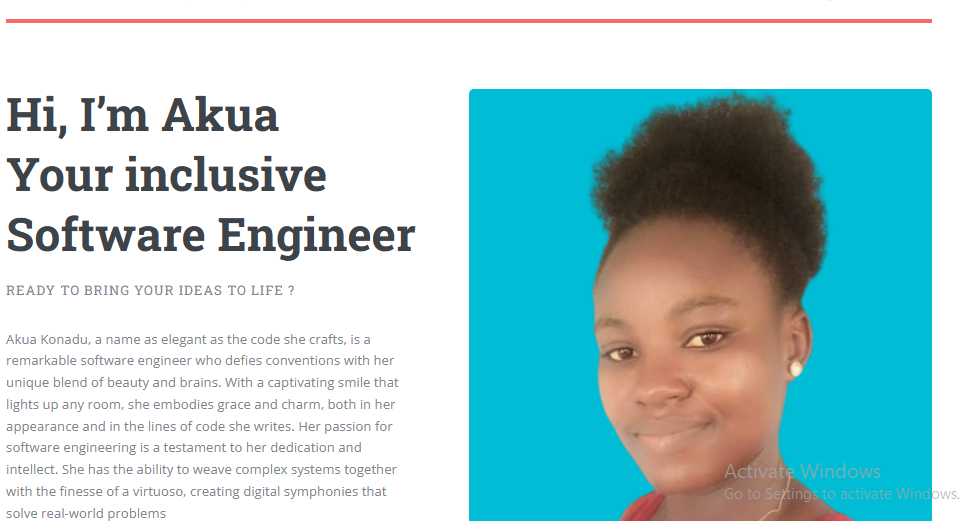 Hi, I’m Akua
Your inclusive
Software Engineer
READY TO BRING YOUR IDEAS TO LIFE ?
Akua Konadu, a name as elegant as the code she crafts, is a
remarkable software engineer who defies conventions with her
unique blend of beauty and brains. With a captivating smile that
lights up any room, she embodies grace and charm, both in her
appearance and in the lines of code she writes. Her passion for
software engineering is a testament to her dedication and
intellect. She has the ability to weave complex systems together
with the finesse of a virtuoso, creating digital symphonies that
solve real-world problems
Activate Windows
Go to Settings to activate Windows.